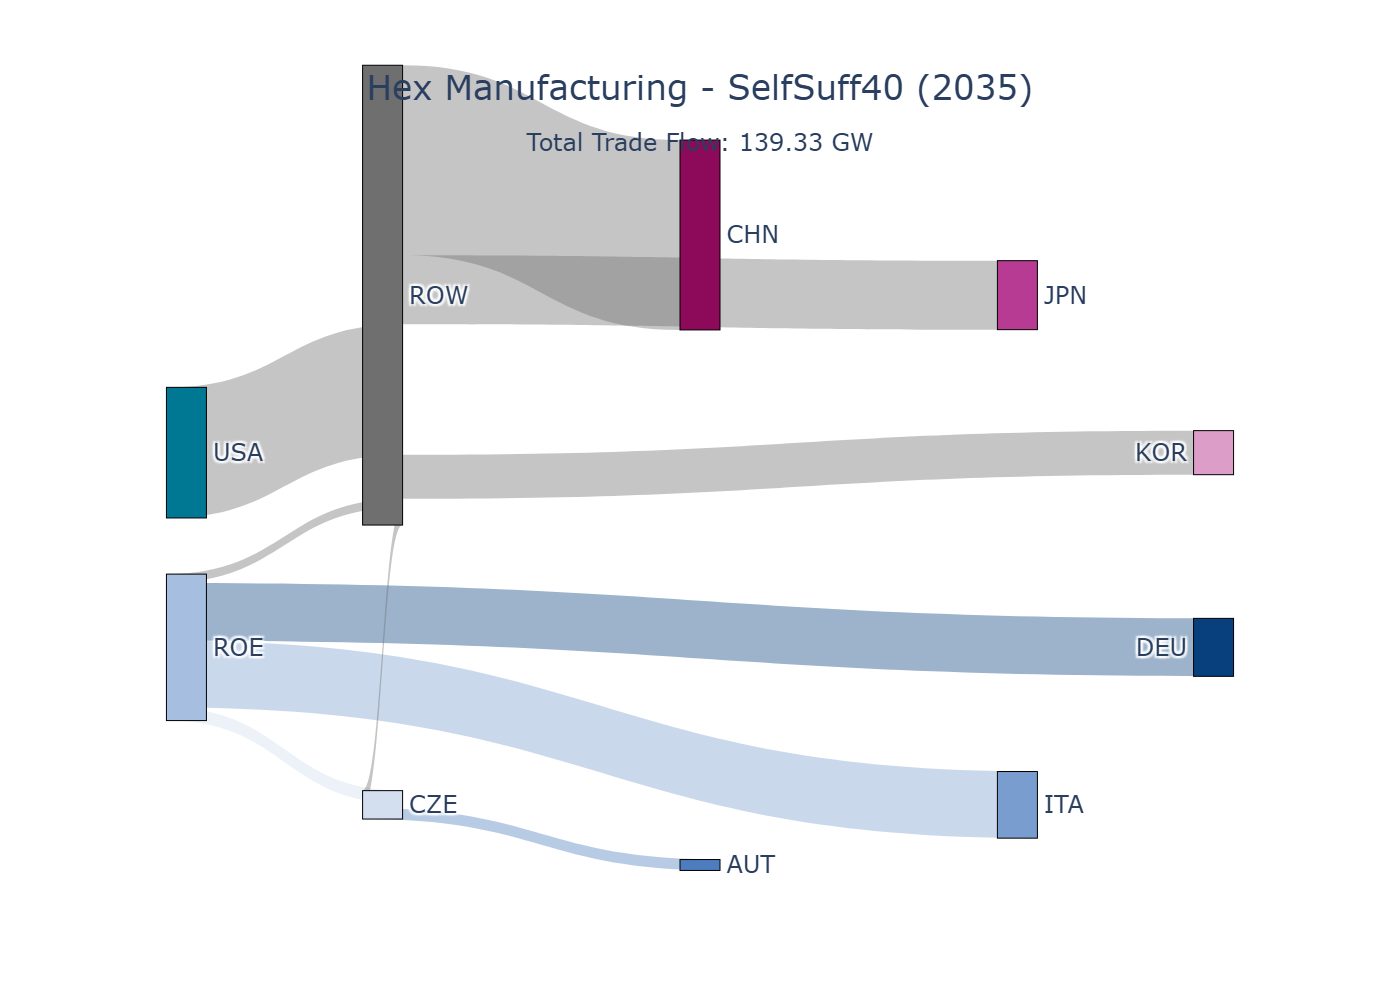 Hex Manufacturing - SelfSuff40 (2035)
Total Trade Flow: 139.33 GW
CHN
ROW
JPN
USA
KOR
ROE
DEU
CZE
ITA
AUT